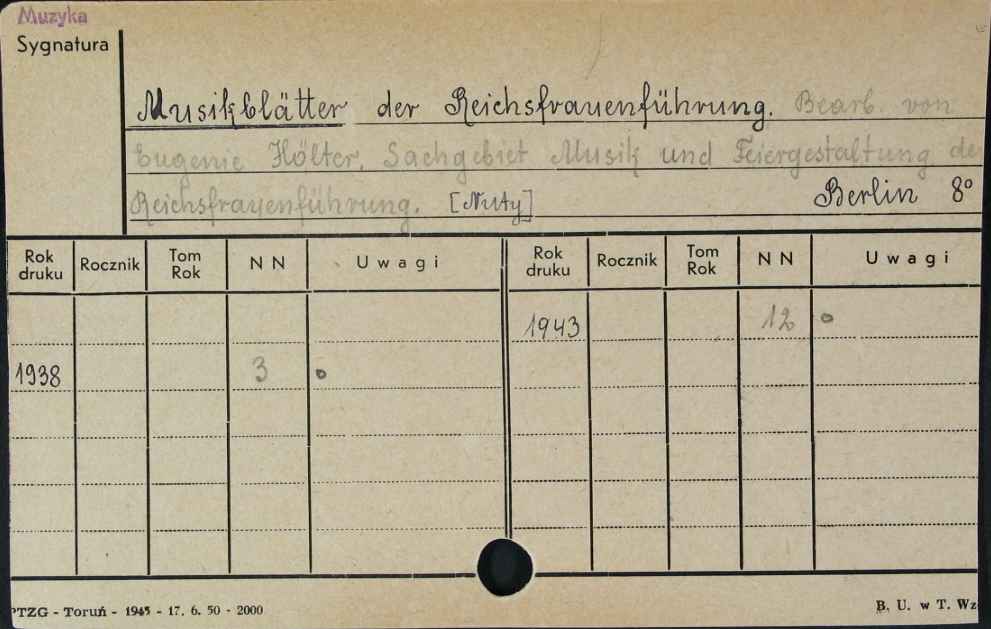 Muzyka
Sygnatura
Musikblätter der Reichsfrauenführung. Bearb. von
Eugenie Hölter, Sachgebiet Musik und Feiergestaltung de
Reichsfrauenführung. [Nuty] Berlin 8°
Rok druku Rocznik Tom Rok N N Uwagi Rok druku Rocznik Tom Rok N N Uwagi
1943 12 o
1938 3 o
PTZG - Toruń - 1945 - 17. 6. 50 - 2000 B. U. w T. Wz